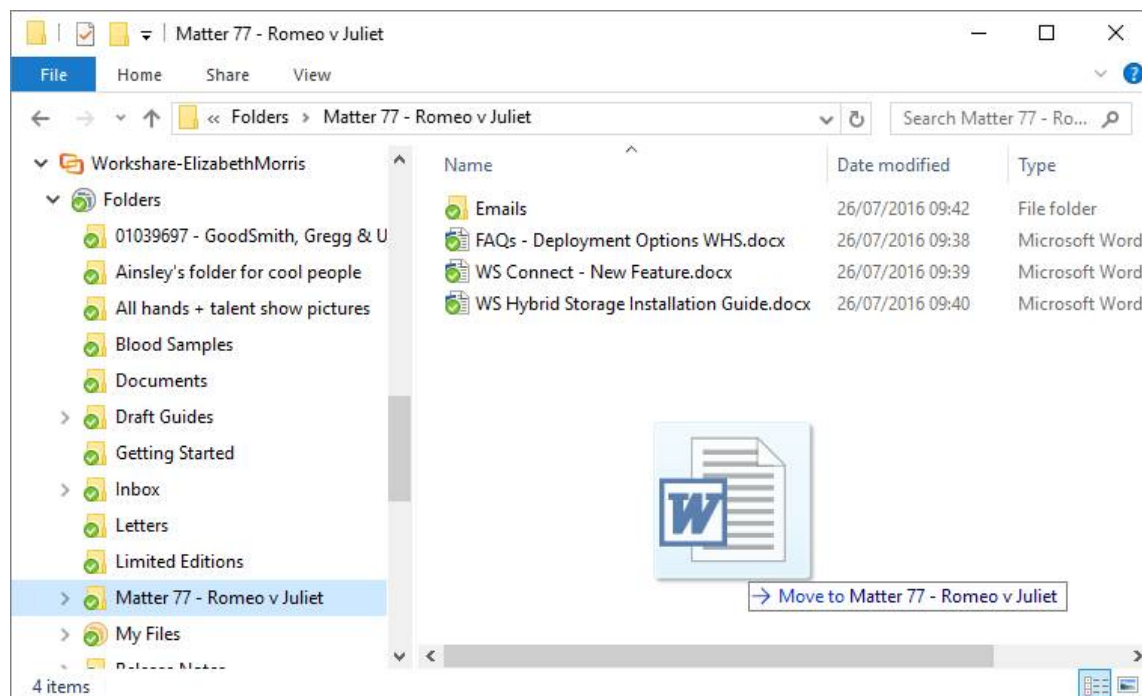 Matter 77 - Romeo v Juliet
File Home Share View
« Folders > Matter 77 - Romeo v Juliet
Search Matter 77 - Ro...
Workshare-ElizabethMorris
Folders
01039697 - GoodSmith, Gregg & U
Ainsley's folder for cool people
All hands + talent show pictures
Blood Samples
Documents
Draft Guides
Getting Started
Inbox
Letters
Limited Editions
Matter 77 - Romeo v Juliet
My Files
Release Notes
Name Date modified Type
Emails 26/07/2016 09:42 File folder
FAQs - Deployment Options WHS.docx 26/07/2016 09:38 Microsoft Word
WS Connect - New Feature.docx 26/07/2016 09:39 Microsoft Word
WS Hybrid Storage Installation Guide.docx 26/07/2016 09:40 Microsoft Word
W
Move to Matter 77 - Romeo v Juliet
4 items